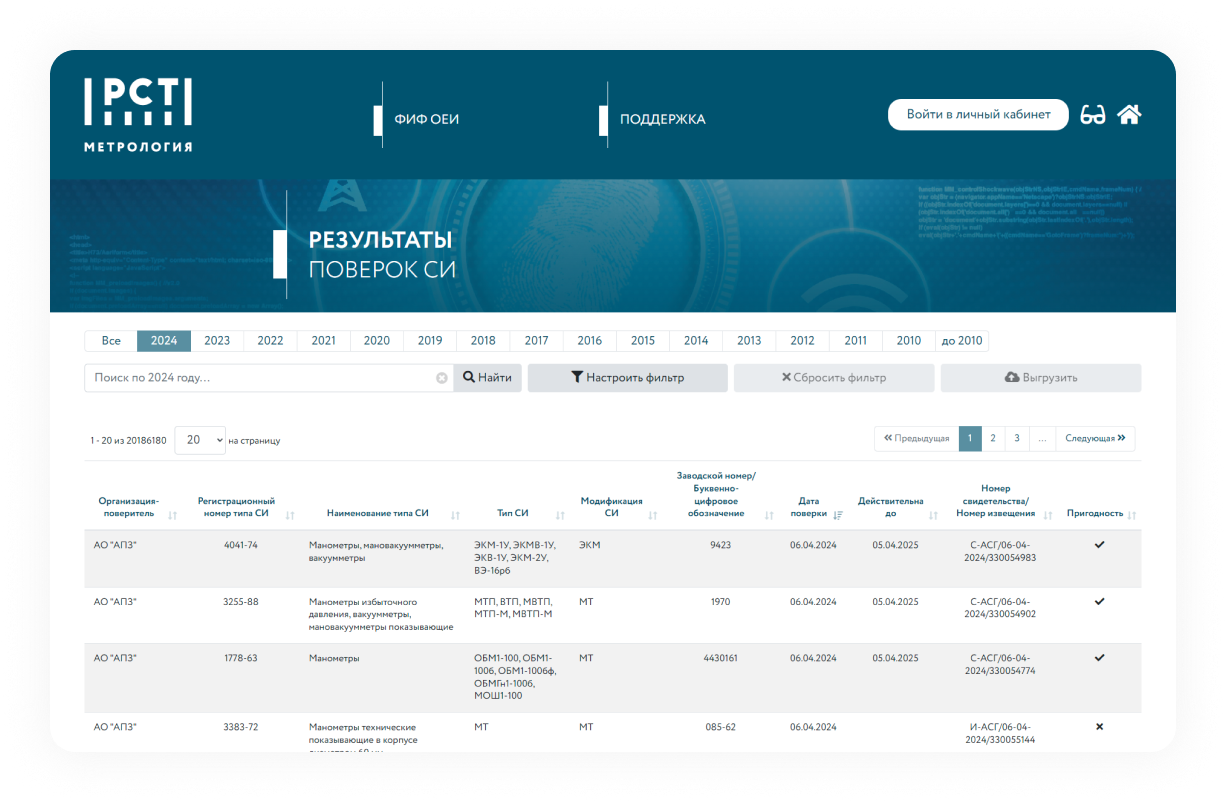 РСТ
МЕТРОЛОГИЯ
ФИФ ОЕИ
ПОДДЕРЖКА
Войти в личный кабинет
РЕЗУЛЬТАТЫ
ПОВЕРОК СИ
Все 2024 2023 2022 2021 2020 2019 2018 2017 2016 2015 2014 2013 2012 2011 2010 до 2010
Поиск по 2024 году... Найти Настроить фильтр Сбросить фильтр Выгрузить
1 - 20 из 20186180 20 на страницу « Предыдущая 1 2 3 ... Следующая »
Организация-
поверитель
Регистрационный
номер типа СИ
Наименование типа СИ
Тип СИ
Модификация
СИ
Заводской номер/
Буквенно-
цифровое
обозначение
Дата
поверки
Действительна
до
Номер
свидетельства/
Номер извещения
Пригодность
АО "АПЗ"
4041-74
Манометры, мановакуумметры,
вакуумметры
ЭКМ-1У, ЭКМВ-1У,
ЭКВ-1У, ЭКМ-2У,
ВЭ-16рб
ЭКМ
9423
06.04.2024
05.04.2025
С-АСГ/06-04-
2024/330054983
АО "АПЗ"
3255-88
Манометры избыточного
давления, вакуумметры,
мановакуумметры показывающие
МТП, ВТП, МВТП,
МТП-М, МВТП-М
МТ
1970
06.04.2024
05.04.2025
С-АСГ/06-04-
2024/330054902
АО "АПЗ"
1778-63
Манометры
ОБМ1-100, ОБМ1-
100б, ОБМ1-100бф,
ОБМГн1-100б,
МОШ1-100
МТ
4430161
06.04.2024
05.04.2025
С-АСГ/06-04-
2024/330054774
АО "АПЗ"
3383-72
Манометры технические
показывающие в корпусе
МТ
МТ
085-62
06.04.2024
И-АСГ/06-04-
2024/330055144